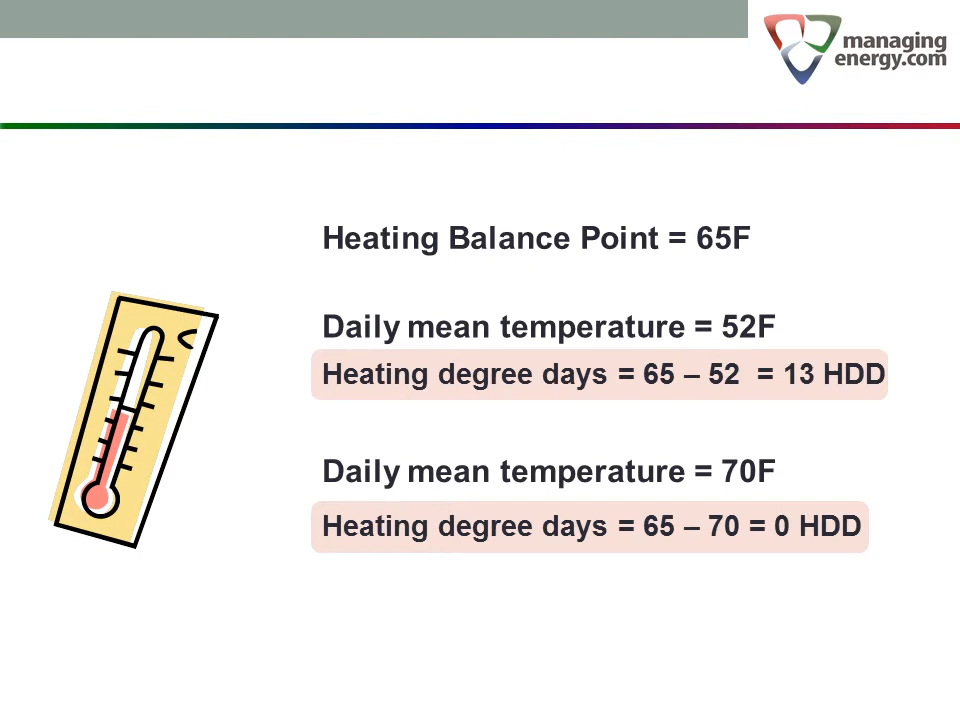 managing
energy.com
Heating Balance Point = 65F
Daily mean temperature = 52F
Heating degree days = 65 – 52  = 13 HDD
Daily mean temperature = 70F
Heating degree days = 65 – 70 = 0 HDD